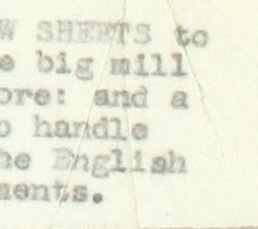 W SHEETS to
e big mill
ore: and a
o handle
he English
ments.